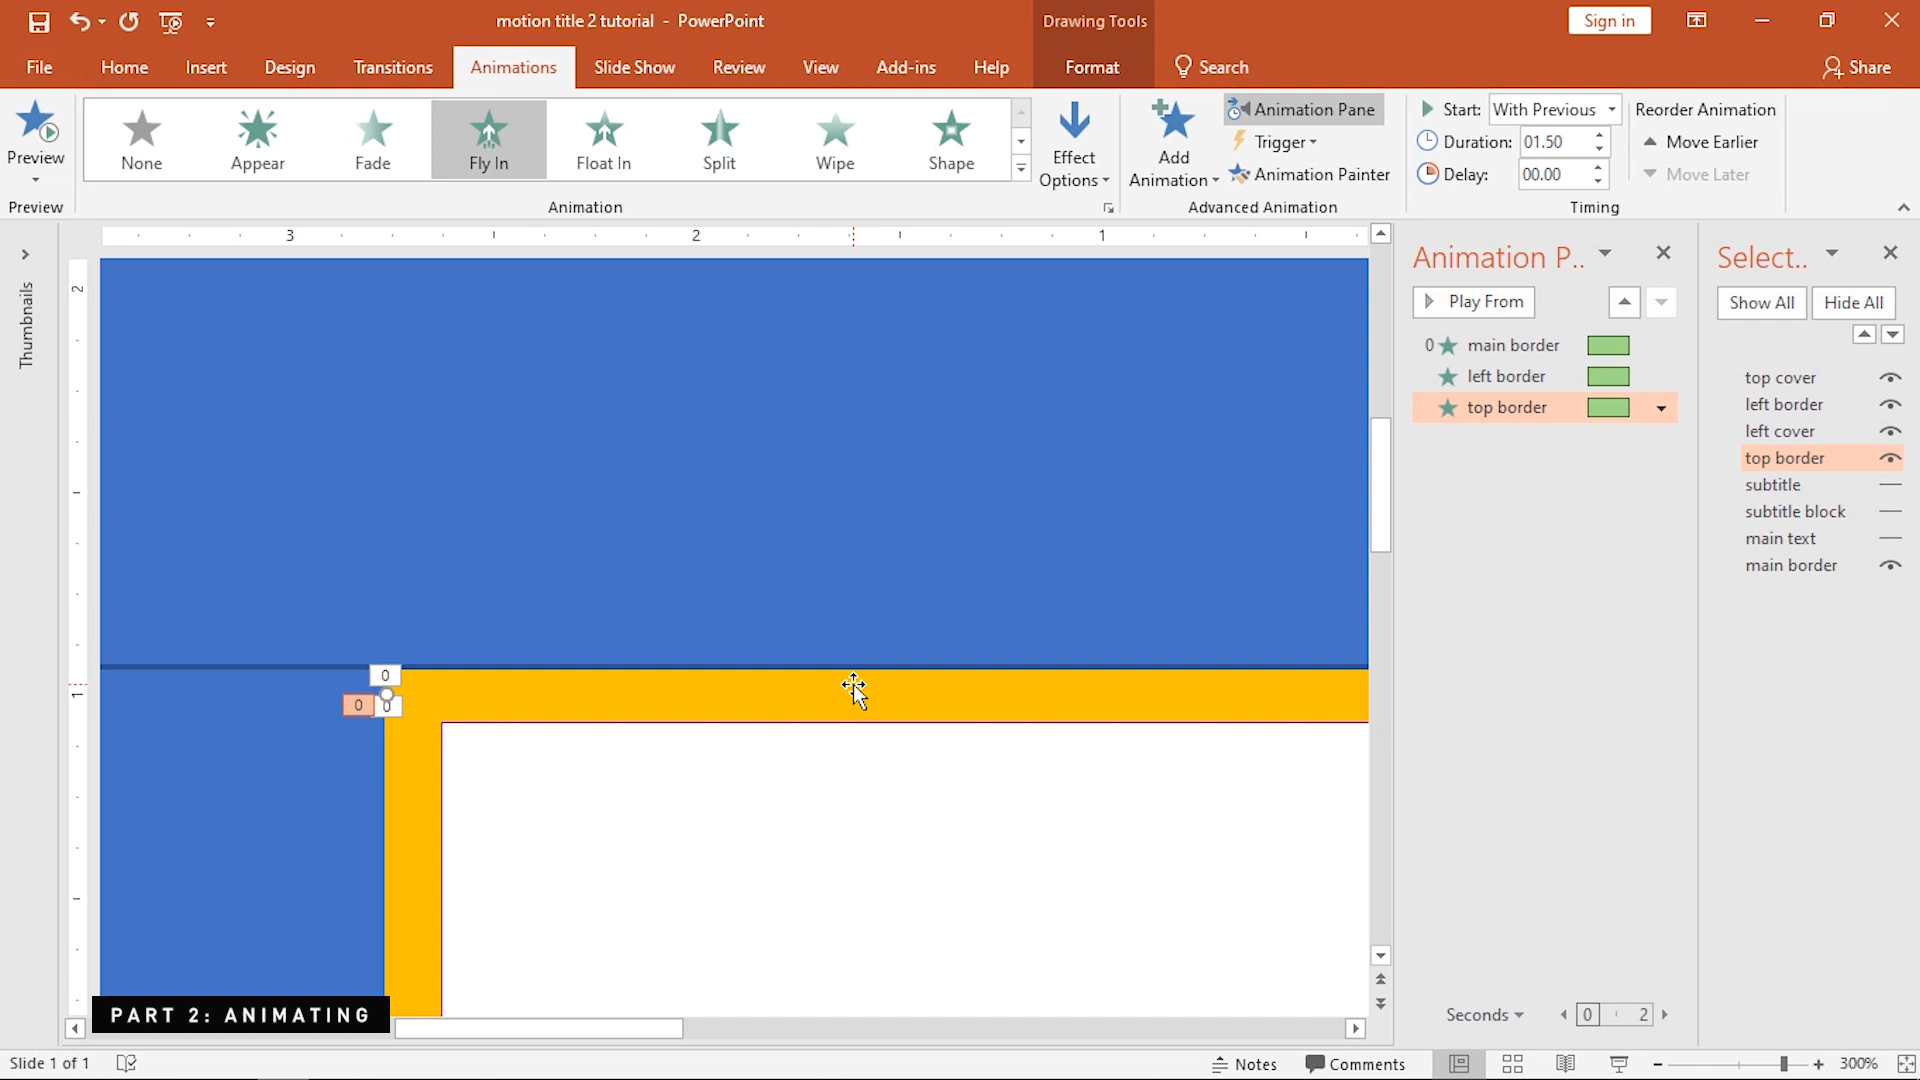 motion title 2 tutorial - PowerPoint
Drawing Tools
Sign in
File Home Insert Design Transitions Animations Slide Show Review View Add-ins Help Format Search Share
Preview
None Appear Fade Fly In Float In Split Wipe Shape
Effect Options
Add Animation
Animation Pane
Trigger
Animation Painter
Start: With Previous
Duration: 01.50
Delay: 00.00
Reorder Animation
Move Earlier
Move Later
Preview Animation Advanced Animation Timing
Thumbnails
3 2 1
2
1
0
0 0
Animation P..
Play From
0 main border
left border
top border
Seconds 0 2
Select..
Show All Hide All
top cover
left border
left cover
top border
subtitle
subtitle block
main text
main border
PART 2: ANIMATING
Slide 1 of 1
Notes Comments 300%